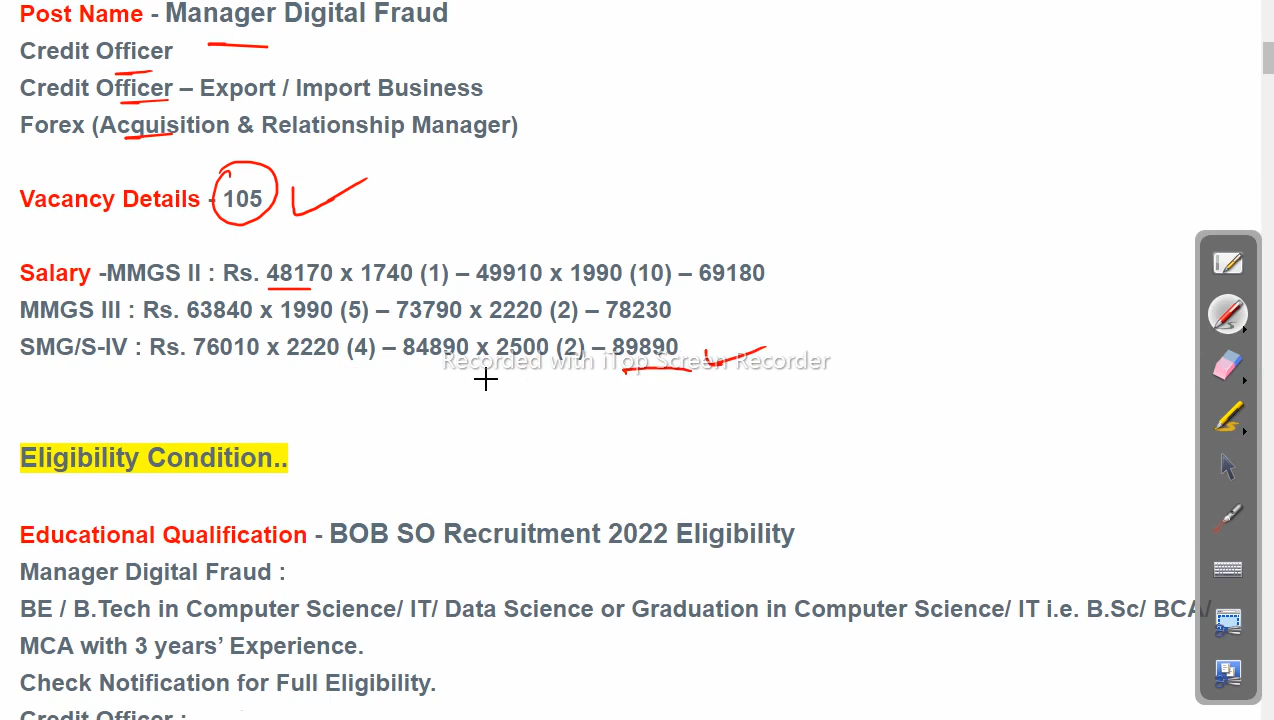 Post Name - Manager Digital Fraud
Credit Officer
Credit Officer – Export / Import Business
Forex (Acquisition & Relationship Manager)
Vacancy Details - 105
Salary -MMGS II : Rs. 48170 x 1740 (1) – 49910 x 1990 (10) – 69180
MMGS III : Rs. 63840 x 1990 (5) – 73790 x 2220 (2) – 78230
SMG/S-IV : Rs. 76010 x 2220 (4) – 84890 x 2500 (2) – 89890
Recorded with iTop Screen Recorder
Eligibility Condition..
Educational Qualification - BOB SO Recruitment 2022 Eligibility
Manager Digital Fraud :
BE / B.Tech in Computer Science/ IT/ Data Science or Graduation in Computer Science/ IT i.e. B.Sc/ BCA/
MCA with 3 years’ Experience.
Check Notification for Full Eligibility.
Credit Officer :